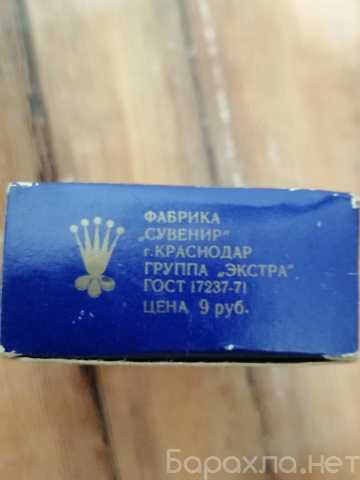 ФАБРИКА
„СУВЕНИР"
г.КРАСНОДАР
ГРУППА „ЭКСТРА"
ГОСТ 17237-71
ЦЕНА 9 руб.
Барахла.нет